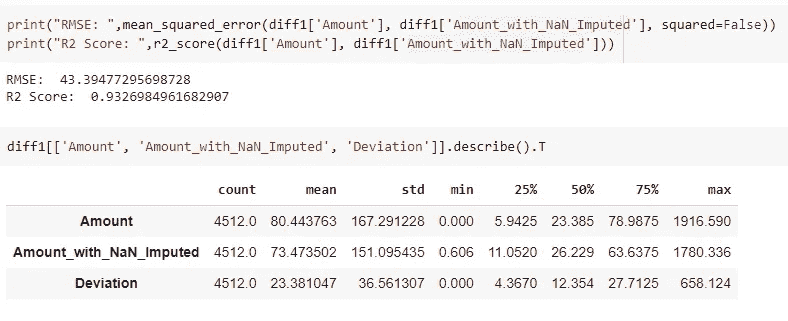 print("RMSE: ",mean_squared_error(diff1['Amount'], diff1['Amount_with_NaN_Imputed'], squared=False))
print("R2 Score: ",r2_score(diff1['Amount'], diff1['Amount_with_NaN_Imputed']))
RMSE:  43.39477295698728
R2 Score:  0.9326984961682907
diff1[['Amount', 'Amount_with_NaN_Imputed', 'Deviation']].describe().T
count mean std min 25% 50% 75% max
Amount 4512.0 80.443763 167.291228 0.000 5.9425 23.385 78.9875 1916.590
Amount_with_NaN_Imputed 4512.0 73.473502 151.095435 0.606 11.0520 26.229 63.6375 1780.336
Deviation 4512.0 23.381047 36.561307 0.000 4.3670 12.354 27.7125 658.124